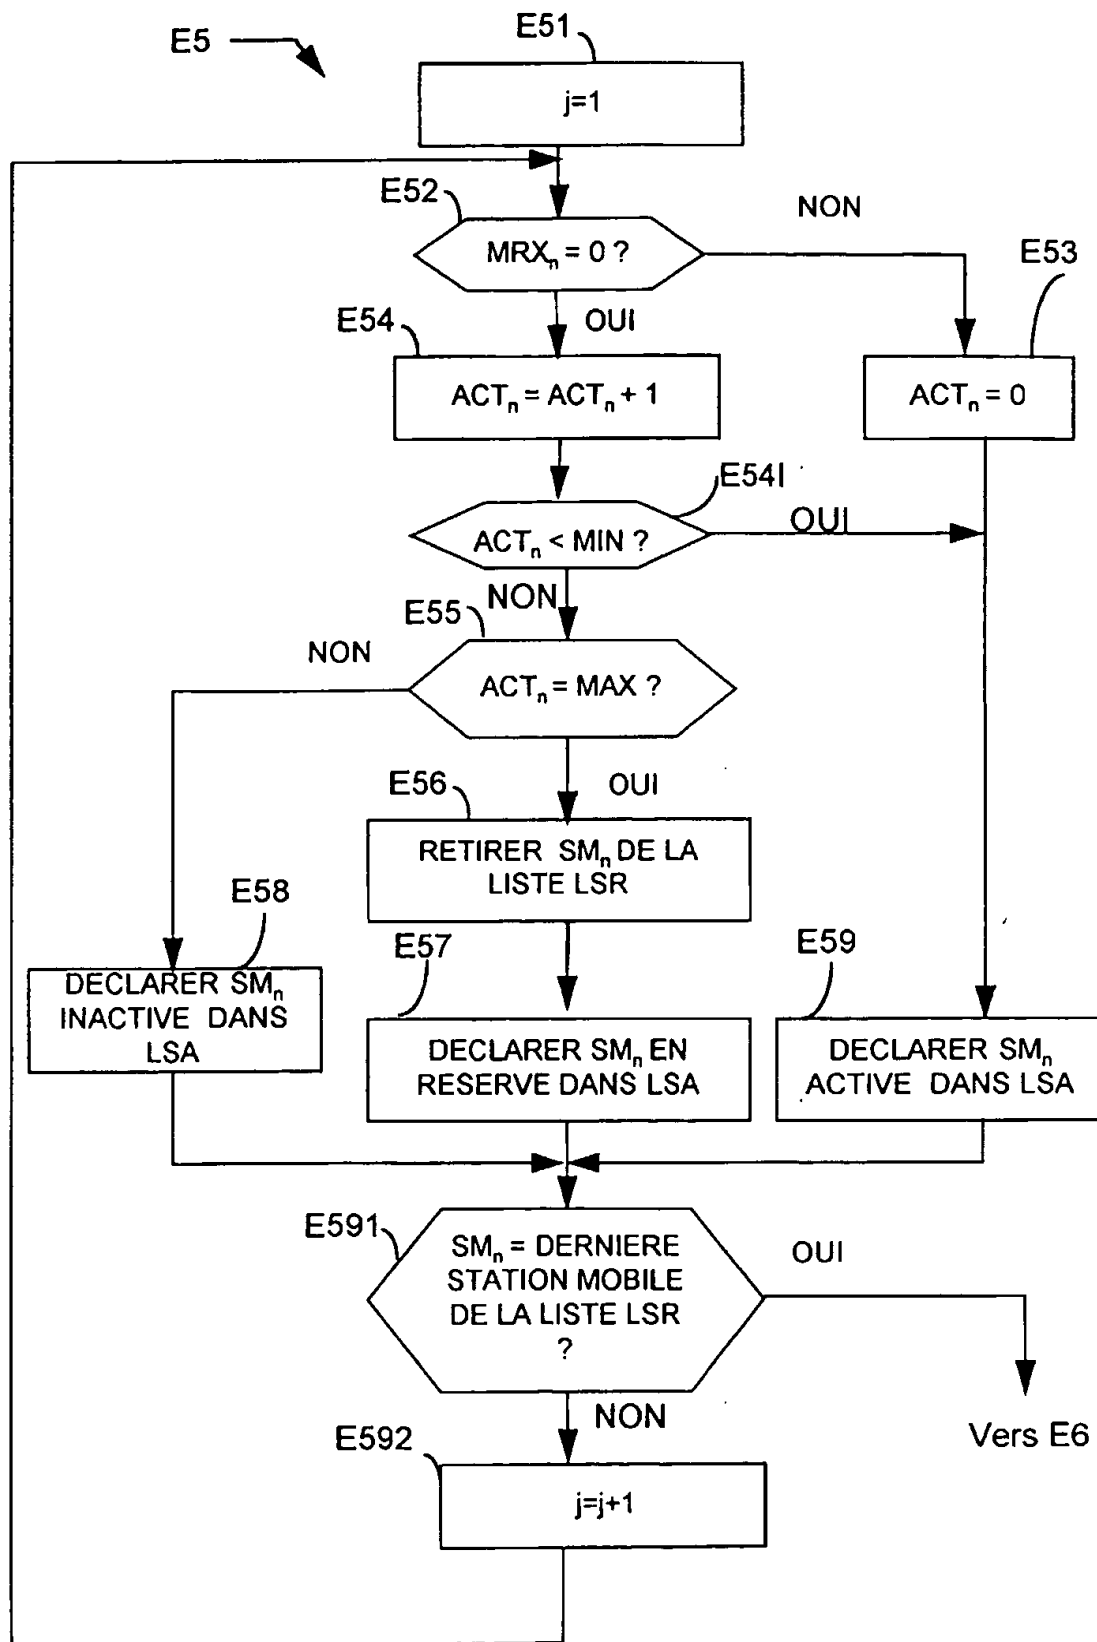 E51
E5
j=1
E52
NON
MRXn = 0 ?
E53
OUI
E54
ACTn = ACTn + 1
ACTn = 0
E54I
ACTn < MIN ?
OUI
NON
E55
NON
ACTn = MAX ?
OUI
E56
RETIRER SMn DE LA
LISTE LSR
E58
E57
E59
DECLARER SMn
INACTIVE DANS
LSA
DECLARER SMn EN
RESERVE DANS LSA
DECLARER SMn
ACTIVE DANS LSA
E591
SMn = DERNIERE
STATION MOBILE
DE LA LISTE LSR
?
OUI
NON
Vers E6
E592
j=j+1